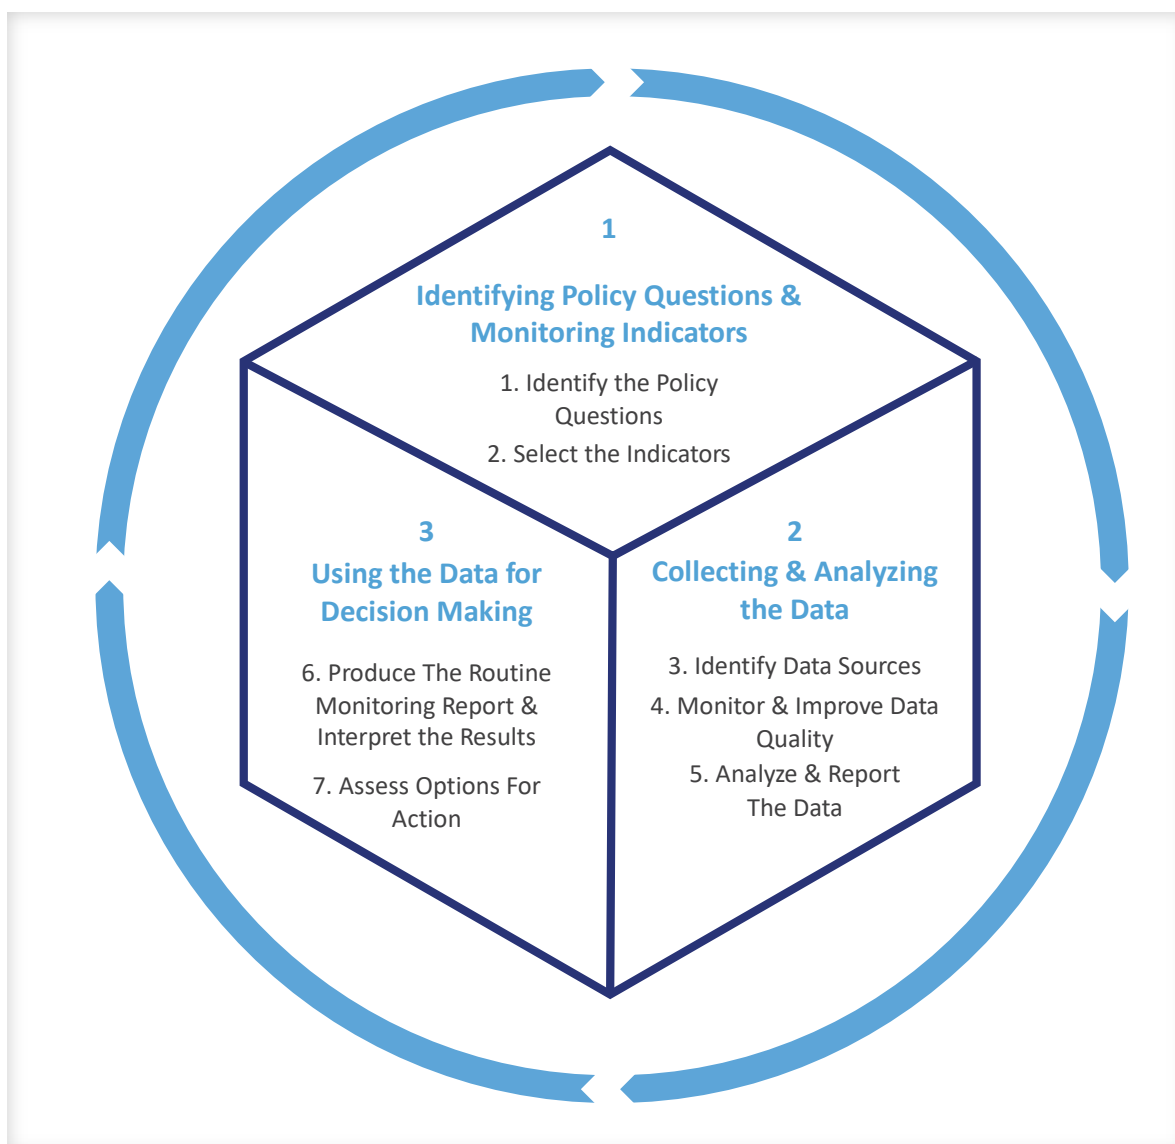 1
Identifying Policy Questions &
Monitoring Indicators
1. Identify the Policy
Questions
2. Select the Indicators
2
Collecting & Analyzing
the Data
3. Identify Data Sources
4. Monitor & Improve Data
Quality
5. Analyze & Report
The Data
3
Using the Data for
Decision Making
6. Produce The Routine
Monitoring Report &
Interpret the Results
7. Assess Options For
Action